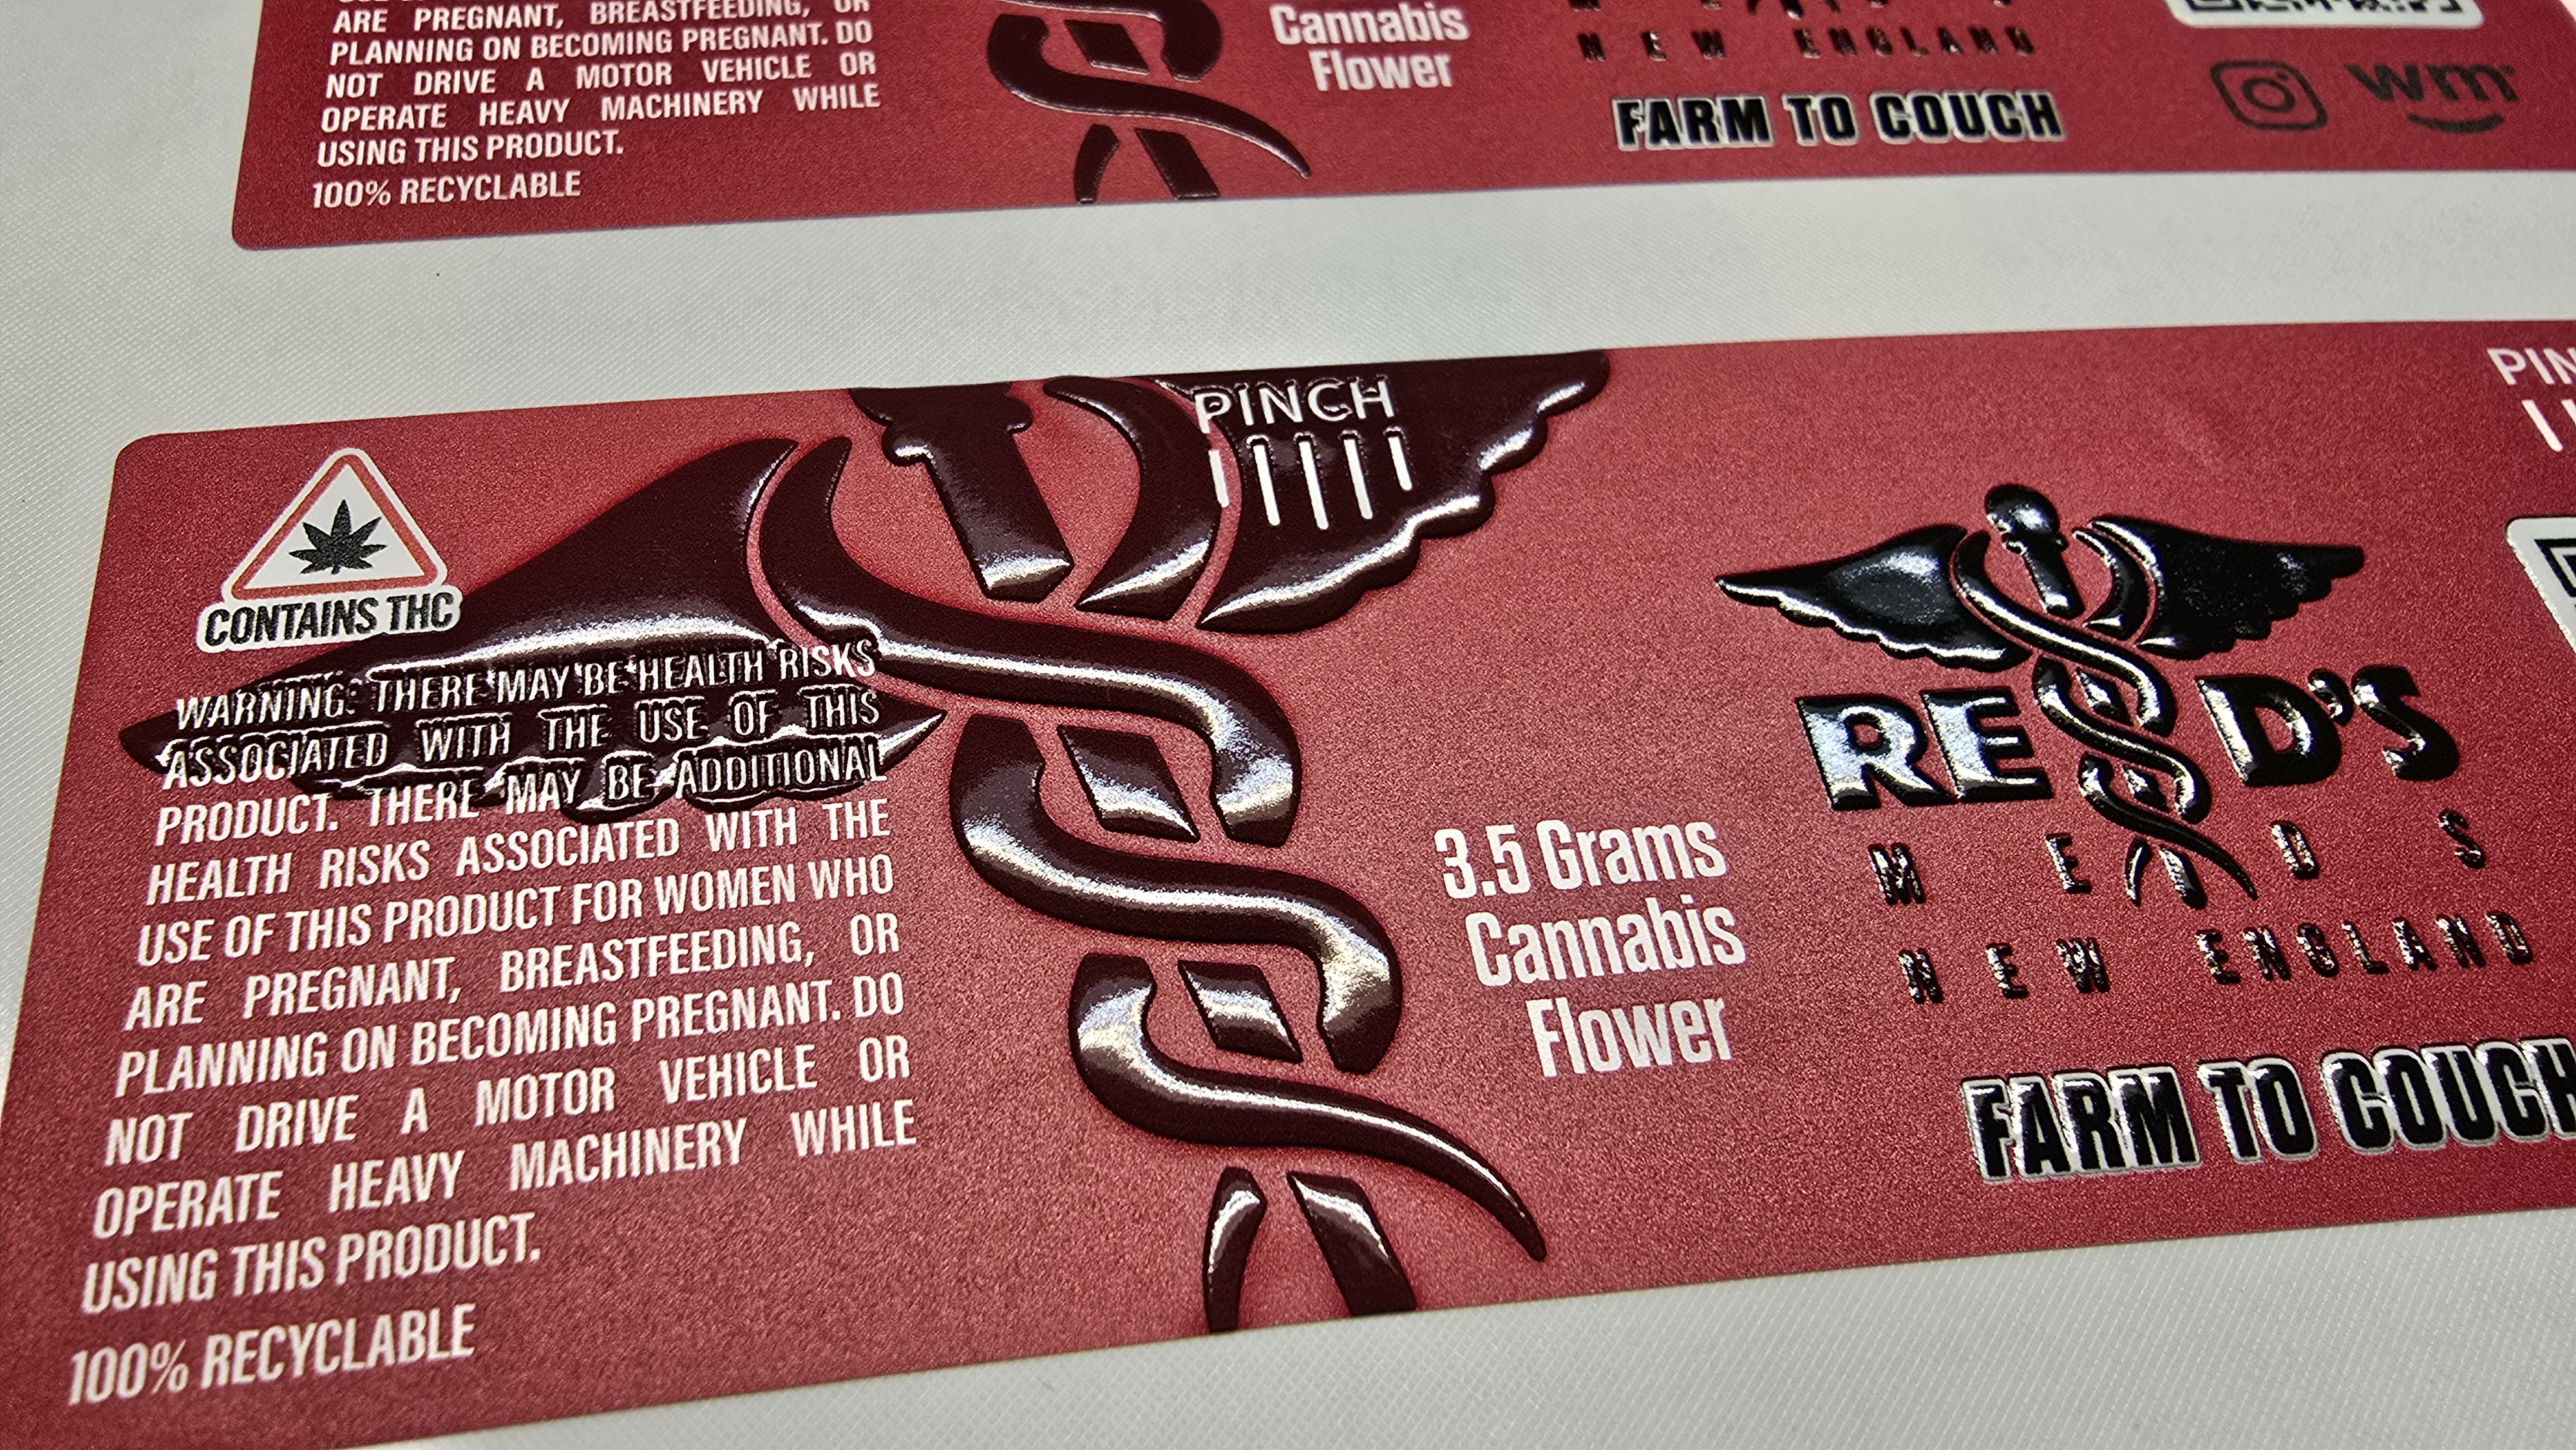 ARE PREGNANT, BREASTFEEDING, OR
PLANNING ON BECOMING PREGNANT. DO
NOT DRIVE A MOTOR VEHICLE OR
OPERATE HEAVY MACHINERY WHILE
USING THIS PRODUCT.
100% RECYCLABLE
Cannabis
Flower
NEW ENGLAND
FARM TO COUCH
wm
CONTAINS THC
WARNING: THERE MAY BE HEALTH RISKS
ASSOCIATED WITH THE USE OF THIS
PRODUCT. THERE MAY BE ADDITIONAL
HEALTH RISKS ASSOCIATED WITH THE
USE OF THIS PRODUCT FOR WOMEN WHO
ARE PREGNANT, BREASTFEEDING, OR
PLANNING ON BECOMING PREGNANT. DO
NOT DRIVE A MOTOR VEHICLE OR
OPERATE HEAVY MACHINERY WHILE
USING THIS PRODUCT.
100% RECYCLABLE
PINCH
3.5 Grams
Cannabis
Flower
REED'S
MEDS
NEW ENGLAND
FARM TO COUCH
PIN